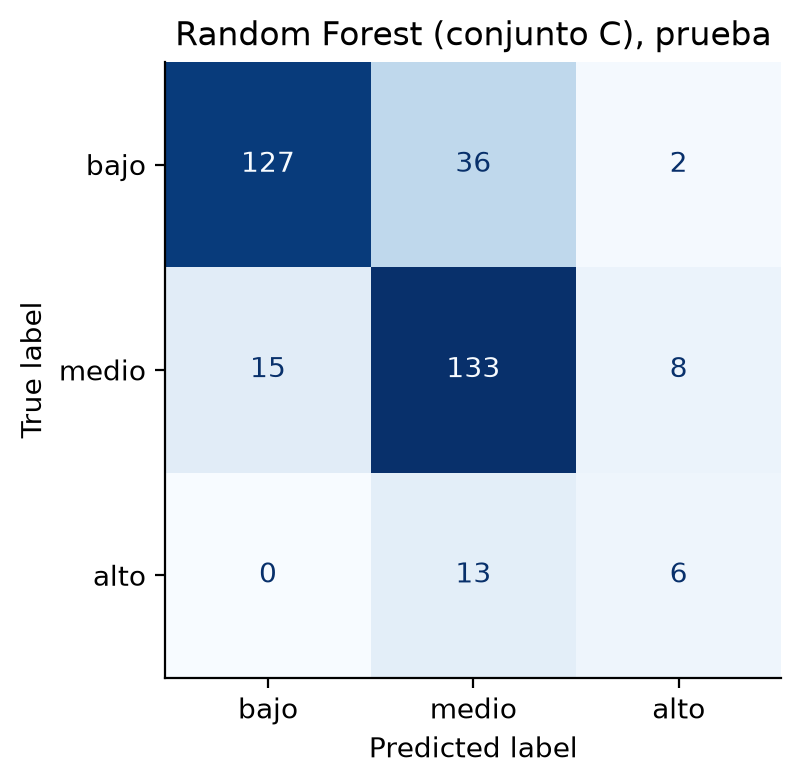 Random Forest (conjunto C), prueba
True label
bajo 127 36 2
medio 15 133 8
alto 0 13 6
bajo medio alto
Predicted label